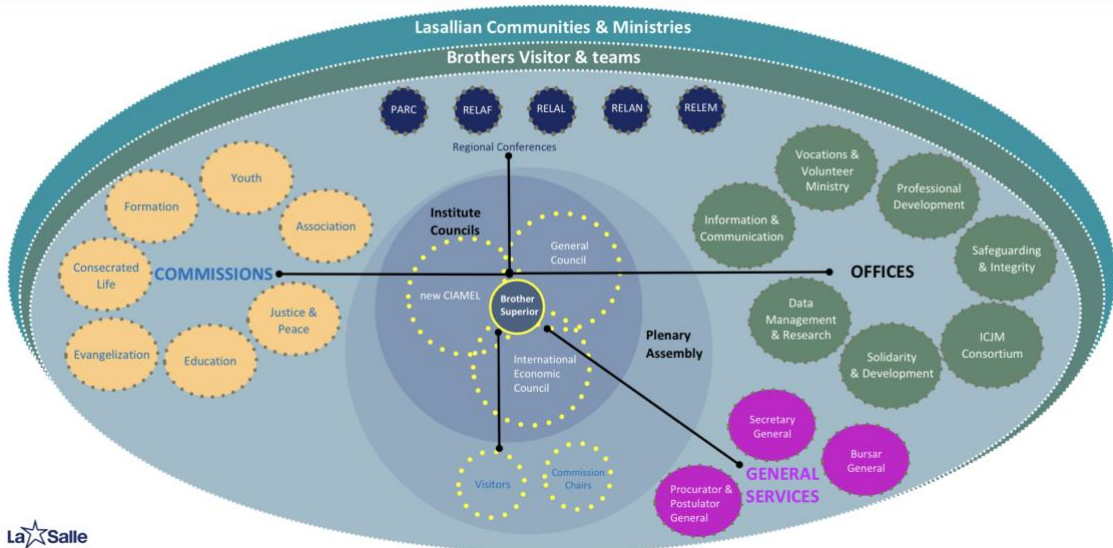 Lasallian Communities & Ministries
Brothers Visitor & teams
PARC
RELAF
RELAL
RELAN
RELEM
Regional Conferences
Youth
Formation
Association
Consecrated
Life
COMMISSIONS
Justice &
Peace
Evangelization
Education
Institute
Councils
General
Council
new CIAMEL
Brother
Superior
International
Economic
Council
Plenary
Assembly
Visitors
Commission
Chairs
Vocations &
Volunteer
Ministry
Professional
Development
Information &
Communication
Safeguarding
& Integrity
OFFICES
Data
Management
& Research
ICJM
Consortium
Solidarity
& Development
Secretary
General
Bursar
General
GENERAL
SERVICES
Procurator &
Postulator
General
La Salle